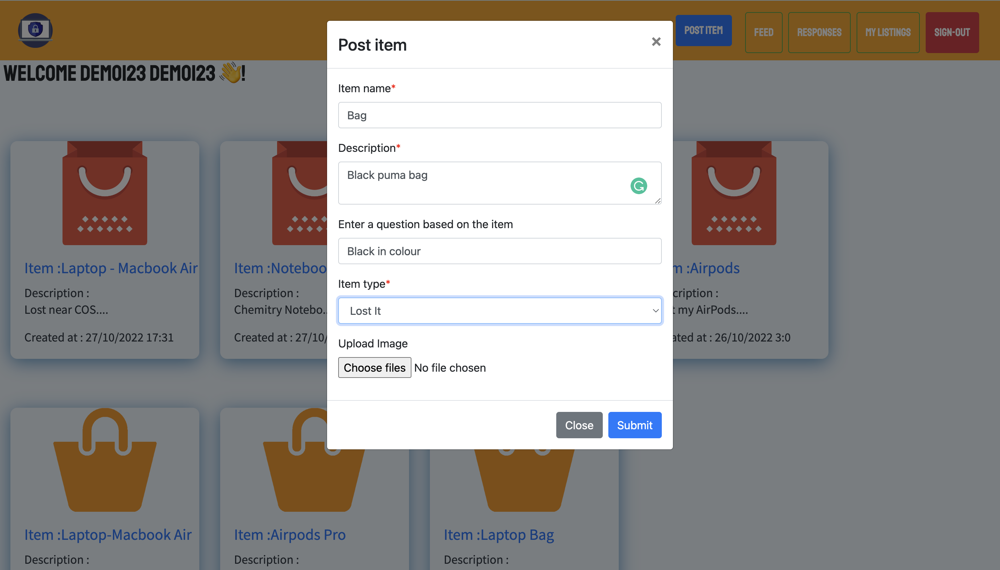 POST ITEM
FEED
RESPONSES
MY LISTINGS
SIGN-OUT
WELCOME DEMO123 DEMO123 👋!
Post item
×
Item name*
Bag
Description*
Black puma bag
Enter a question based on the item
Black in colour
Item type*
Lost It
Upload Image
Choose files No file chosen
Close Submit
Item :Laptop - Macbook Air
Description :
Lost near COS....
Created at : 27/10/2022 17:31
Item :Noteboo
Description :
Chemitry Notebo..
Created at : 27/10/
m :Airpods
cription :
t my AirPods....
ated at : 26/10/2022 3:0
Item :Laptop-Macbook Air
Description :
Item :Airpods Pro
Description :
Item :Laptop Bag
Description :